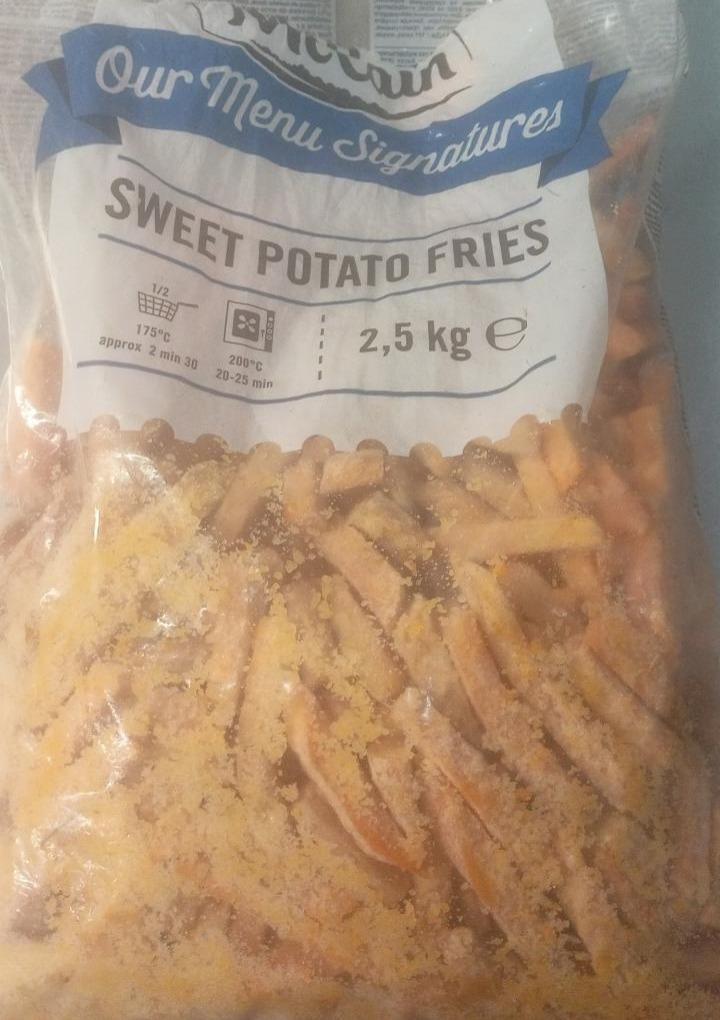 McCain
Our Menu Signatures
SWEET POTATO FRIES
1/2
175°C
approx 2 min 30
200°C
20-25 min
2,5 kg ℮